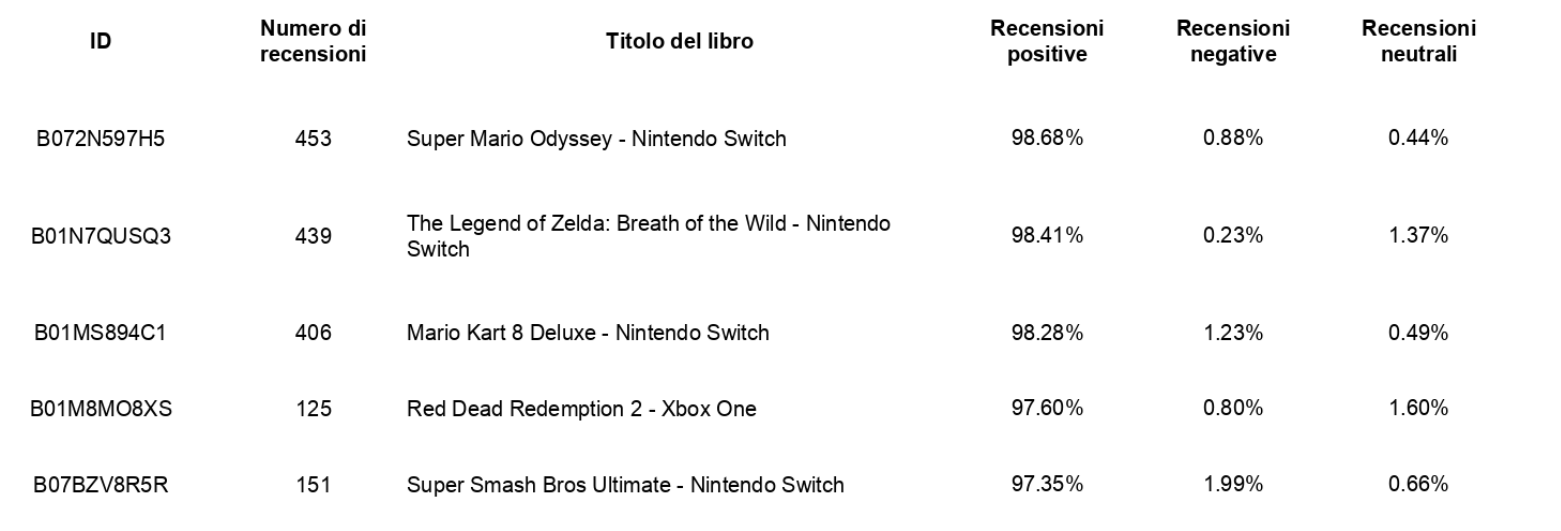 ID Numero di recensioni Titolo del libro Recensioni positive Recensioni negative Recensioni neutrali
B072N597H5 453 Super Mario Odyssey - Nintendo Switch 98.68% 0.88% 0.44%
B01N7QUSQ3 439 The Legend of Zelda: Breath of the Wild - Nintendo Switch 98.41% 0.23% 1.37%
B01MS894C1 406 Mario Kart 8 Deluxe - Nintendo Switch 98.28% 1.23% 0.49%
B01M8MO8XS 125 Red Dead Redemption 2 - Xbox One 97.60% 0.80% 1.60%
B07BZV8R5R 151 Super Smash Bros Ultimate - Nintendo Switch 97.35% 1.99% 0.66%